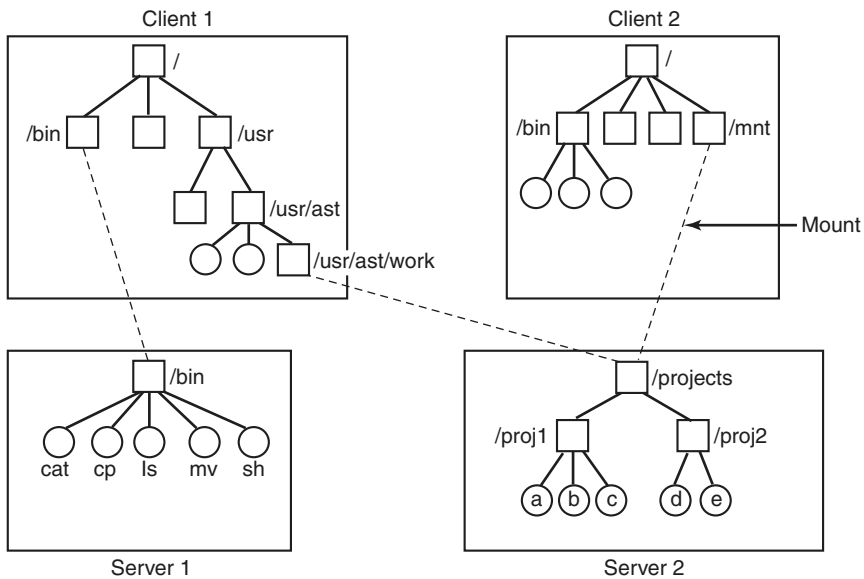 Client 1
Client 2
/
/
/bin
/usr
/bin
/mnt
/usr/ast
Mount
/usr/ast/work
/bin
/projects
/proj1
/proj2
cat
cp
ls
mv
sh
a
b
c
d
e
Server 1
Server 2